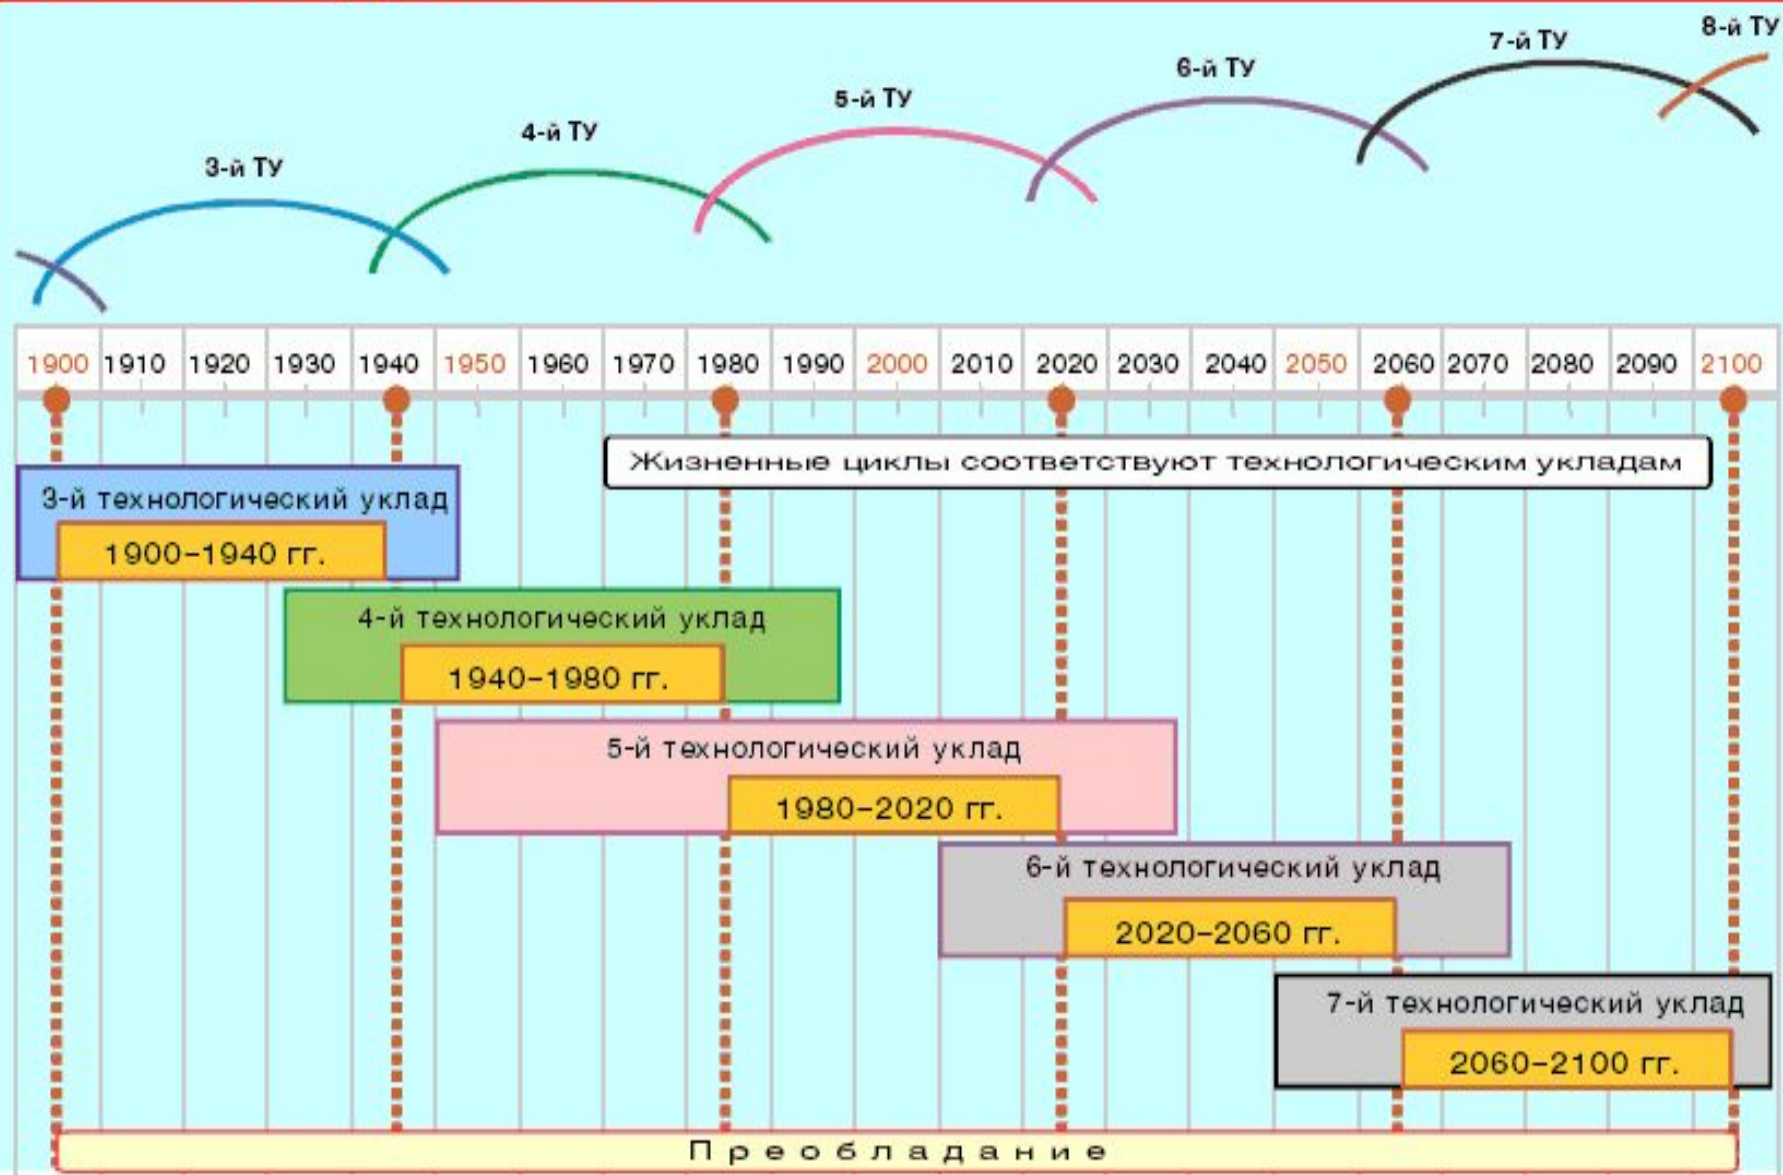 8-й ТУ
7-й ТУ
6-й ТУ
5-й ТУ
4-й ТУ
3-й ТУ
1900 1910 1920 1930 1940 1950 1960 1970 1980 1990 2000 2010 2020 2030 2040 2050 2060 2070 2080 2090 2100
Жизненные циклы соответствуют технологическим укладам
3-й технологический уклад
1900–1940 гг.
4-й технологический уклад
1940–1980 гг.
5-й технологический уклад
1980–2020 гг.
6-й технологический уклад
2020–2060 гг.
7-й технологический уклад
2060–2100 гг.
Преобладание